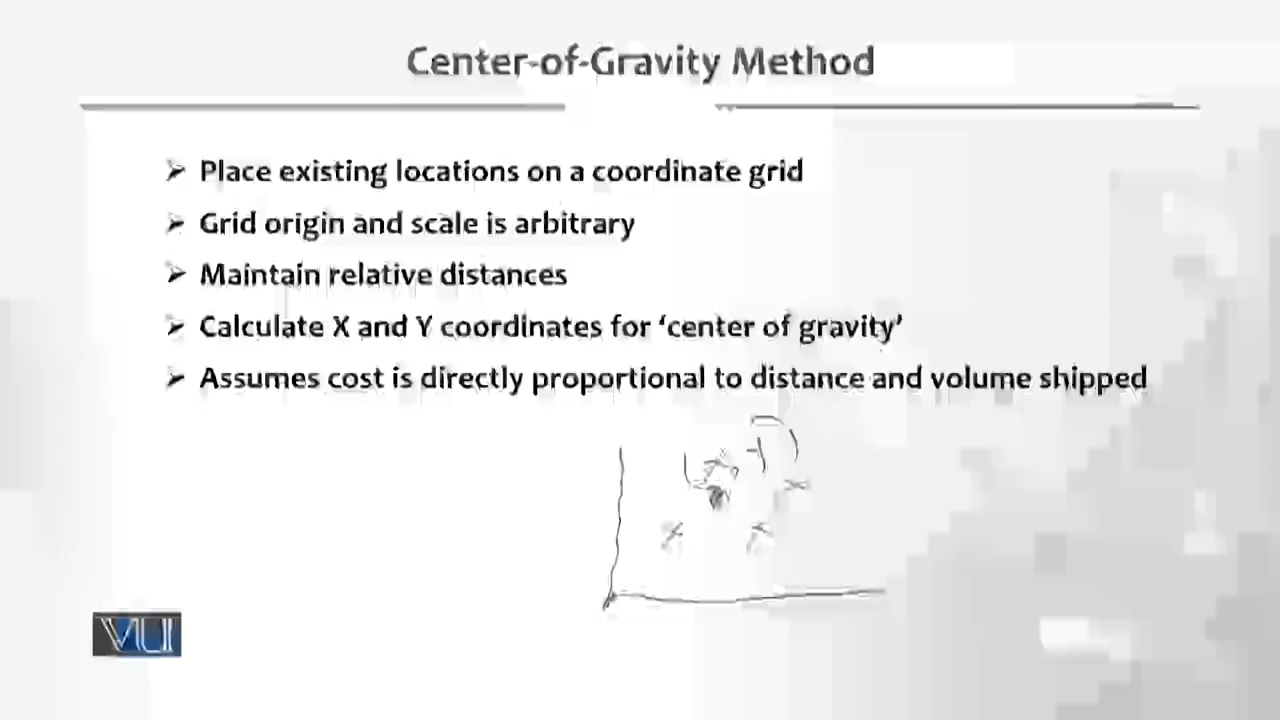 Center-of-Gravity Method
➢ Place existing locations on a coordinate grid
➢ Grid origin and scale is arbitrary
➢ Maintain relative distances
➢ Calculate X and Y coordinates for ‘center of gravity’
➢ Assumes cost is directly proportional to distance and volume shipped
VU